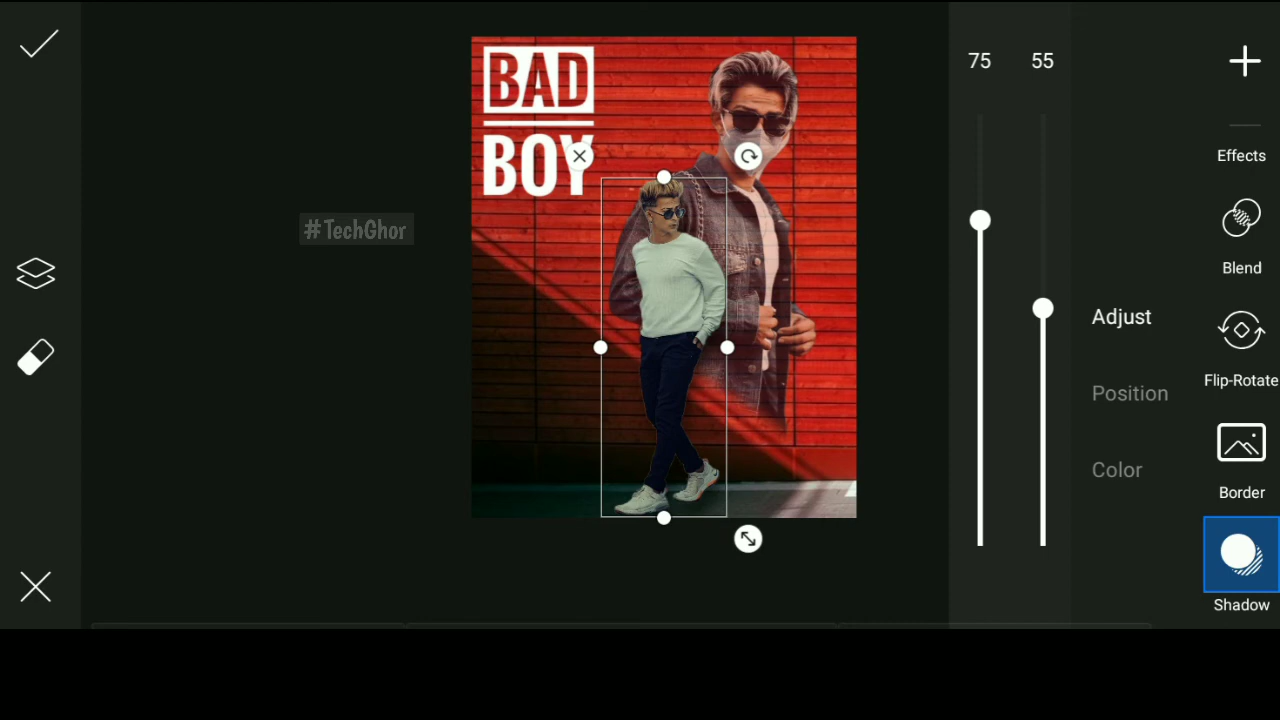 75 55
BAD
BOY
Effects
#TechGhor
Blend
Adjust
Flip-Rotate
Position
Color
Border
Shadow